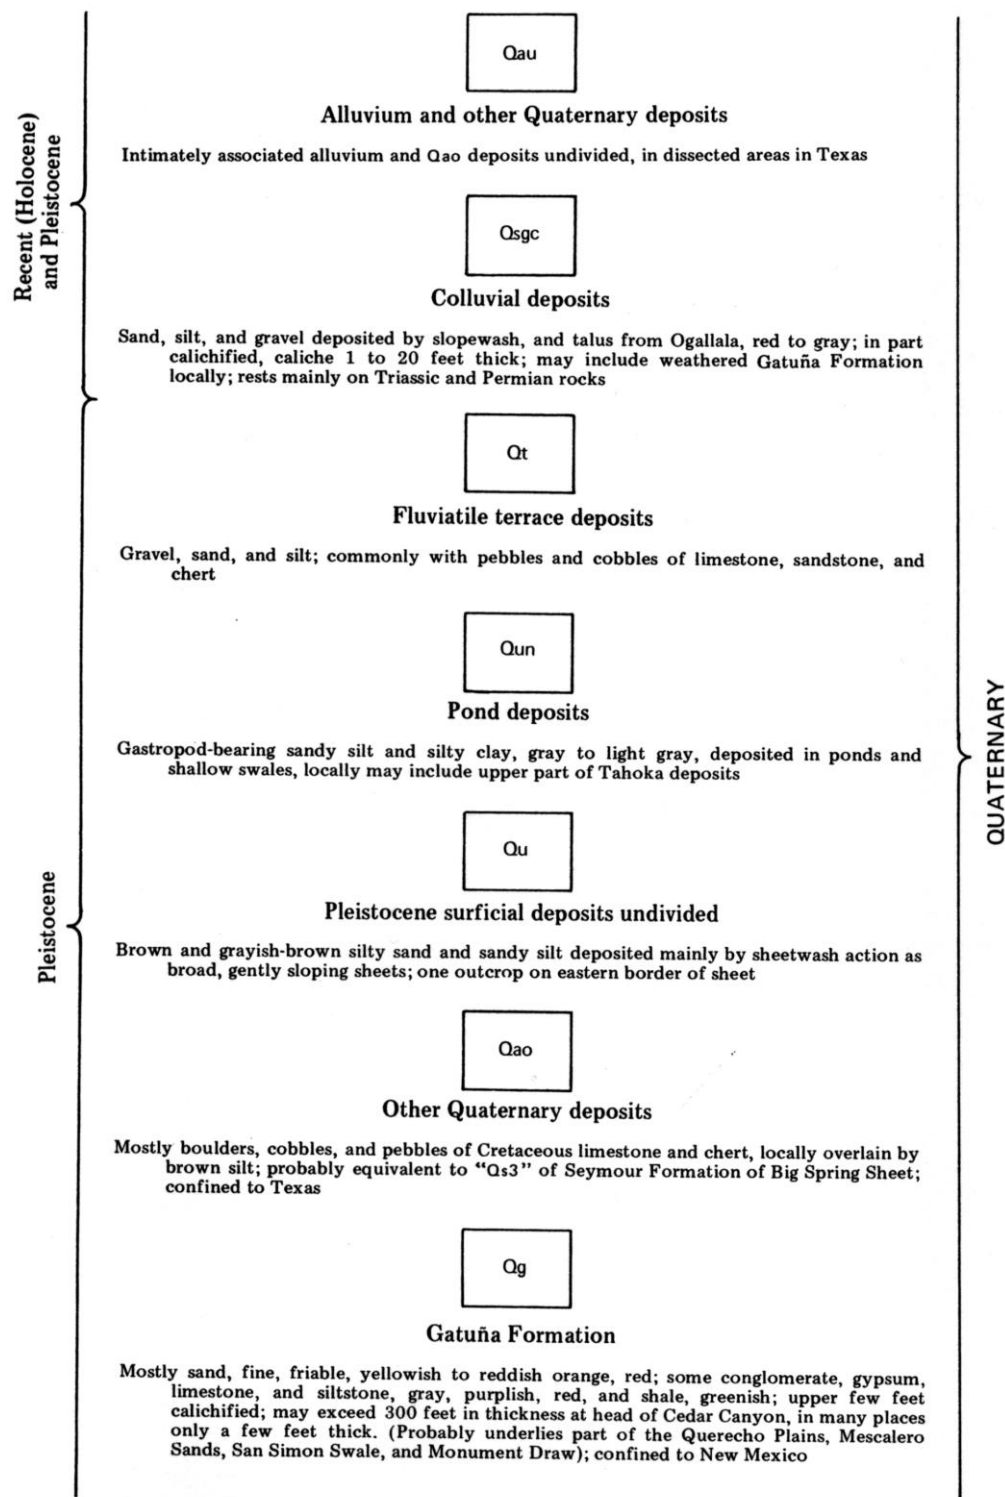 Qau
Alluvium and other Quaternary deposits
Intimately associated alluvium and Qao deposits undivided, in dissected areas in Texas
Recent (Holocene)
and Pleistocene
Qsgc
Colluvial deposits
Sand, silt, and gravel deposited by slopewash, and talus from Ogallala, red to gray; in part
calichified, caliche 1 to 20 feet thick; may include weathered Gatuña Formation
locally; rests mainly on Triassic and Permian rocks
Qt
Fluviatile terrace deposits
Gravel, sand, and silt; commonly with pebbles and cobbles of limestone, sandstone, and
chert
Qun
Pond deposits
Gastropod-bearing sandy silt and silty clay, gray to light gray, deposited in ponds and
shallow swales, locally may include upper part of Tahoka deposits
QUATERNARY
Qu
Pleistocene surficial deposits undivided
Brown and grayish-brown silty sand and sandy silt deposited mainly by sheetwash action as
broad, gently sloping sheets; one outcrop on eastern border of sheet
Pleistocene
Qao
Other Quaternary deposits
Mostly boulders, cobbles, and pebbles of Cretaceous limestone and chert, locally overlain by
brown silt; probably equivalent to “Qs3” of Seymour Formation of Big Spring Sheet;
confined to Texas
Qg
Gatuña Formation
Mostly sand, fine, friable, yellowish to reddish orange, red; some conglomerate, gypsum,
limestone, and siltstone, gray, purplish, red, and shale, greenish; upper few feet
calichified; may exceed 300 feet in thickness at head of Cedar Canyon, in many places
only a few feet thick. (Probably underlies part of the Querecho Plains, Mescalero
Sands, San Simon Swale, and Monument Draw); confined to New Mexico